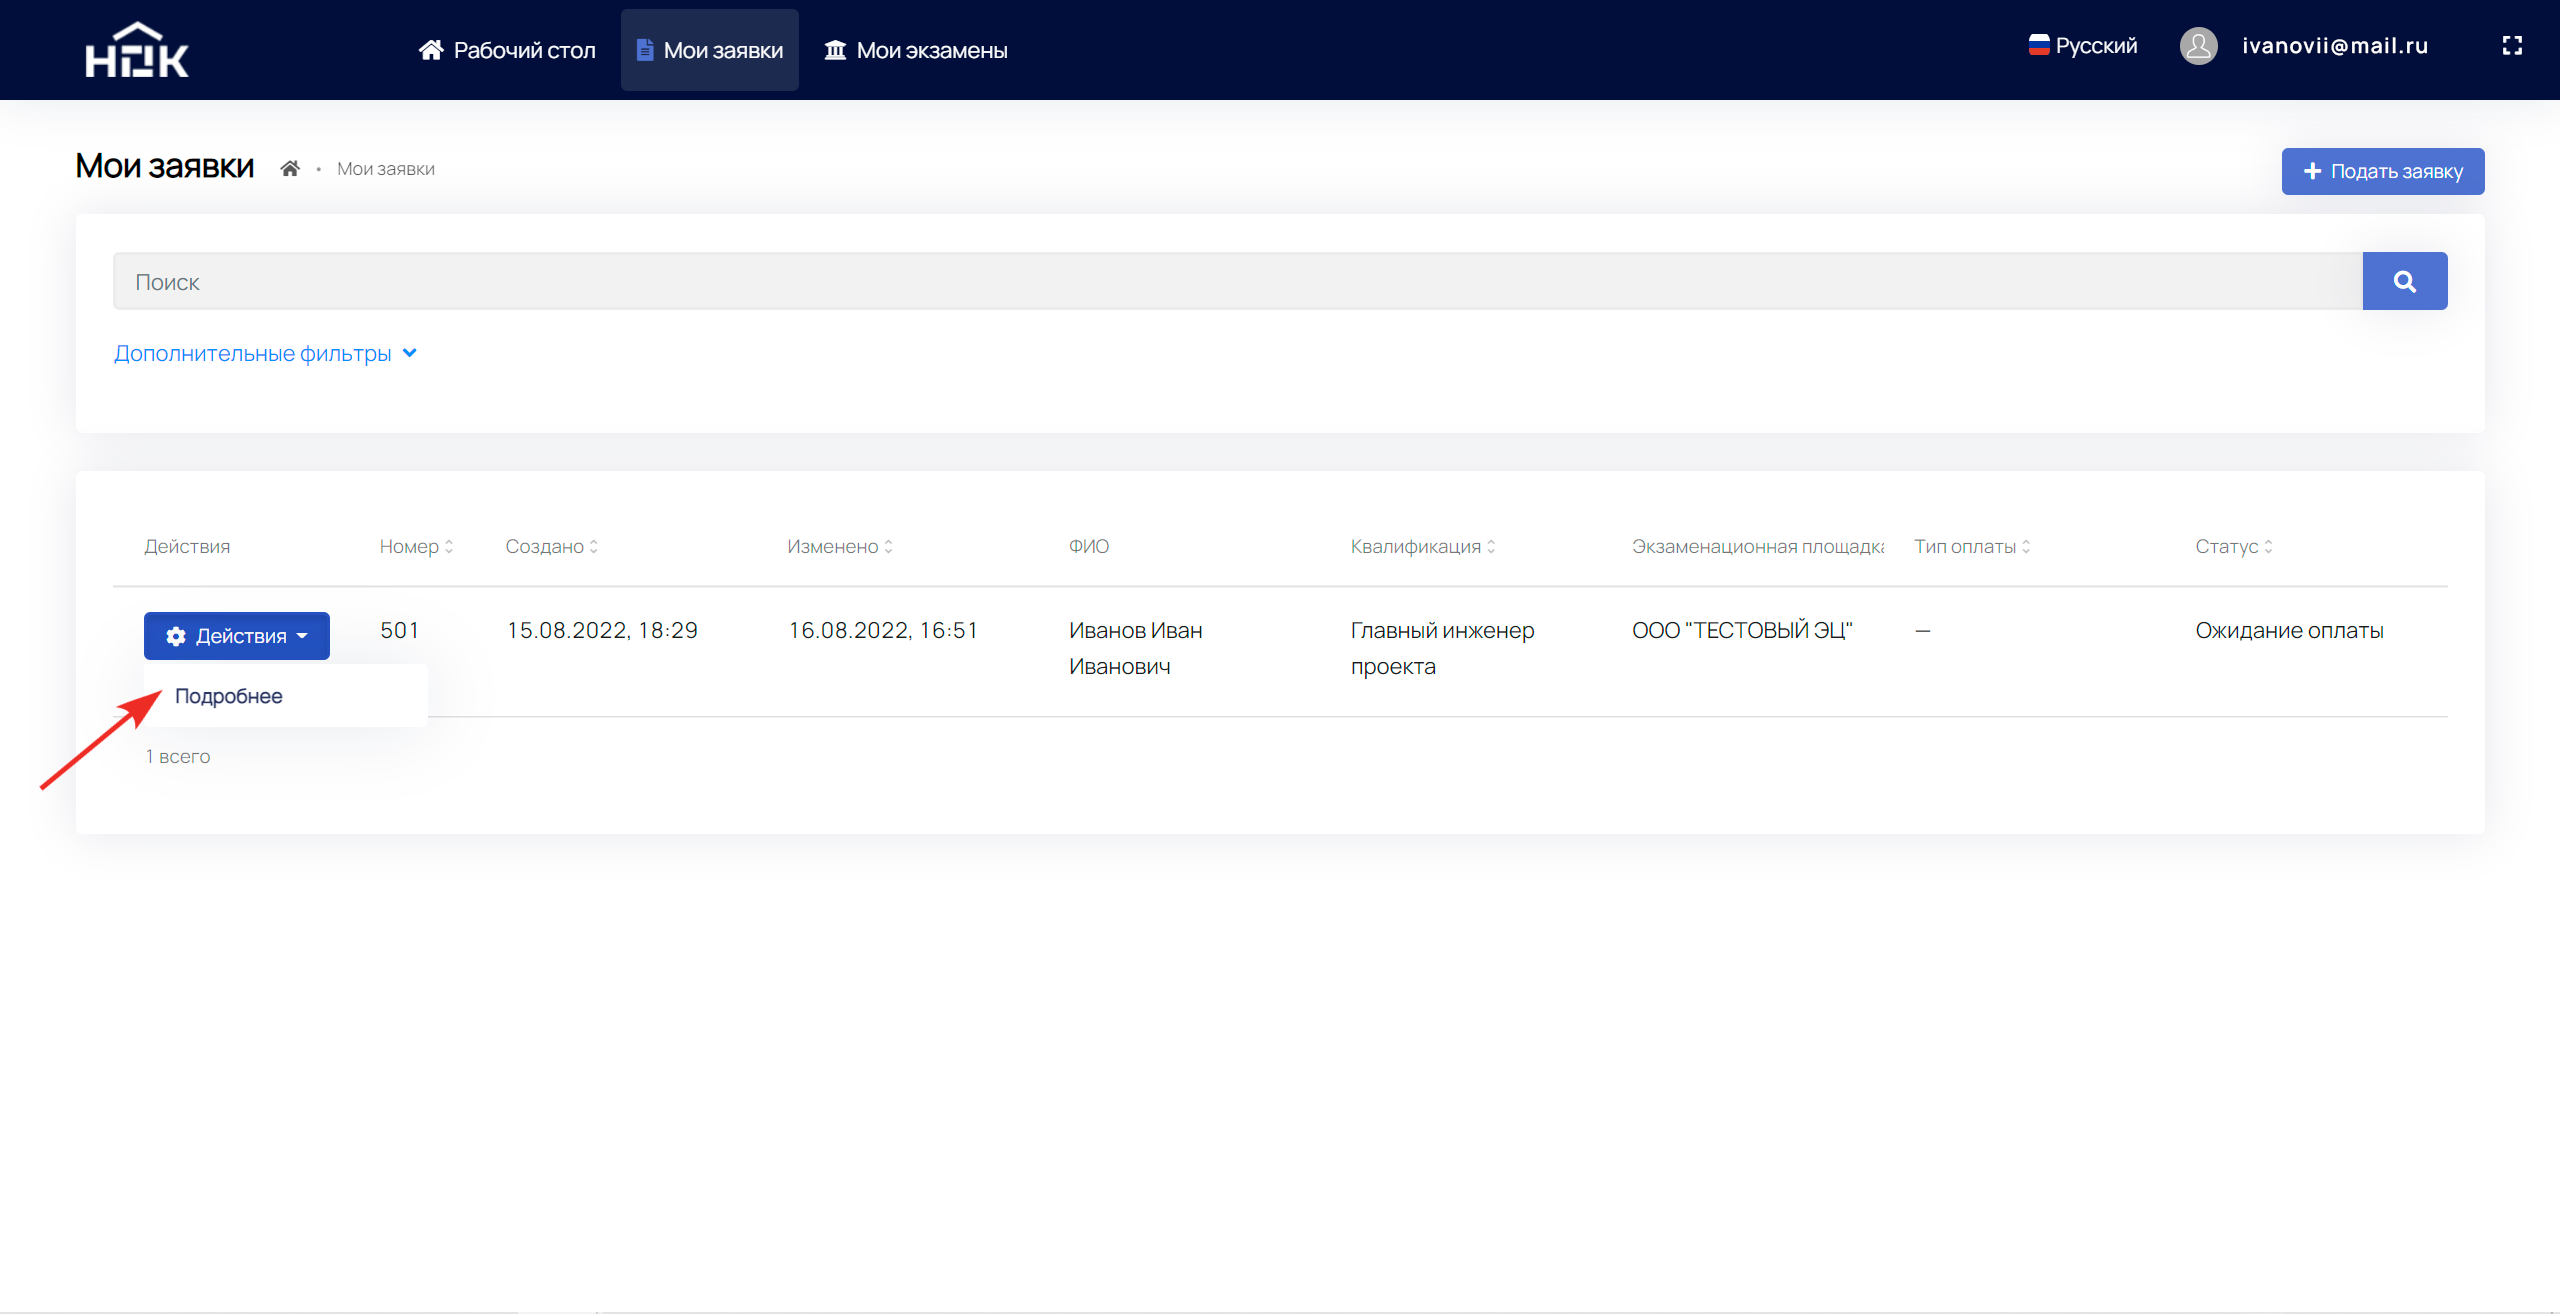 НОК
Рабочий стол
Мои заявки
Мои экзамены
Русский
ivanovii@mail.ru
Мои заявки
Мои заявки
Подать заявку
Поиск
Дополнительные фильтры
Действия Номер Создано Изменено ФИО Квалификация Экзаменационная площадка Тип оплаты Статус
Действия 501 15.08.2022, 18:29 16.08.2022, 16:51 Иванов Иван Главный инженер ООО "ТЕСТОВЫЙ ЭЦ" — Ожидание оплаты
Иванович проекта
Подробнее
1 всего